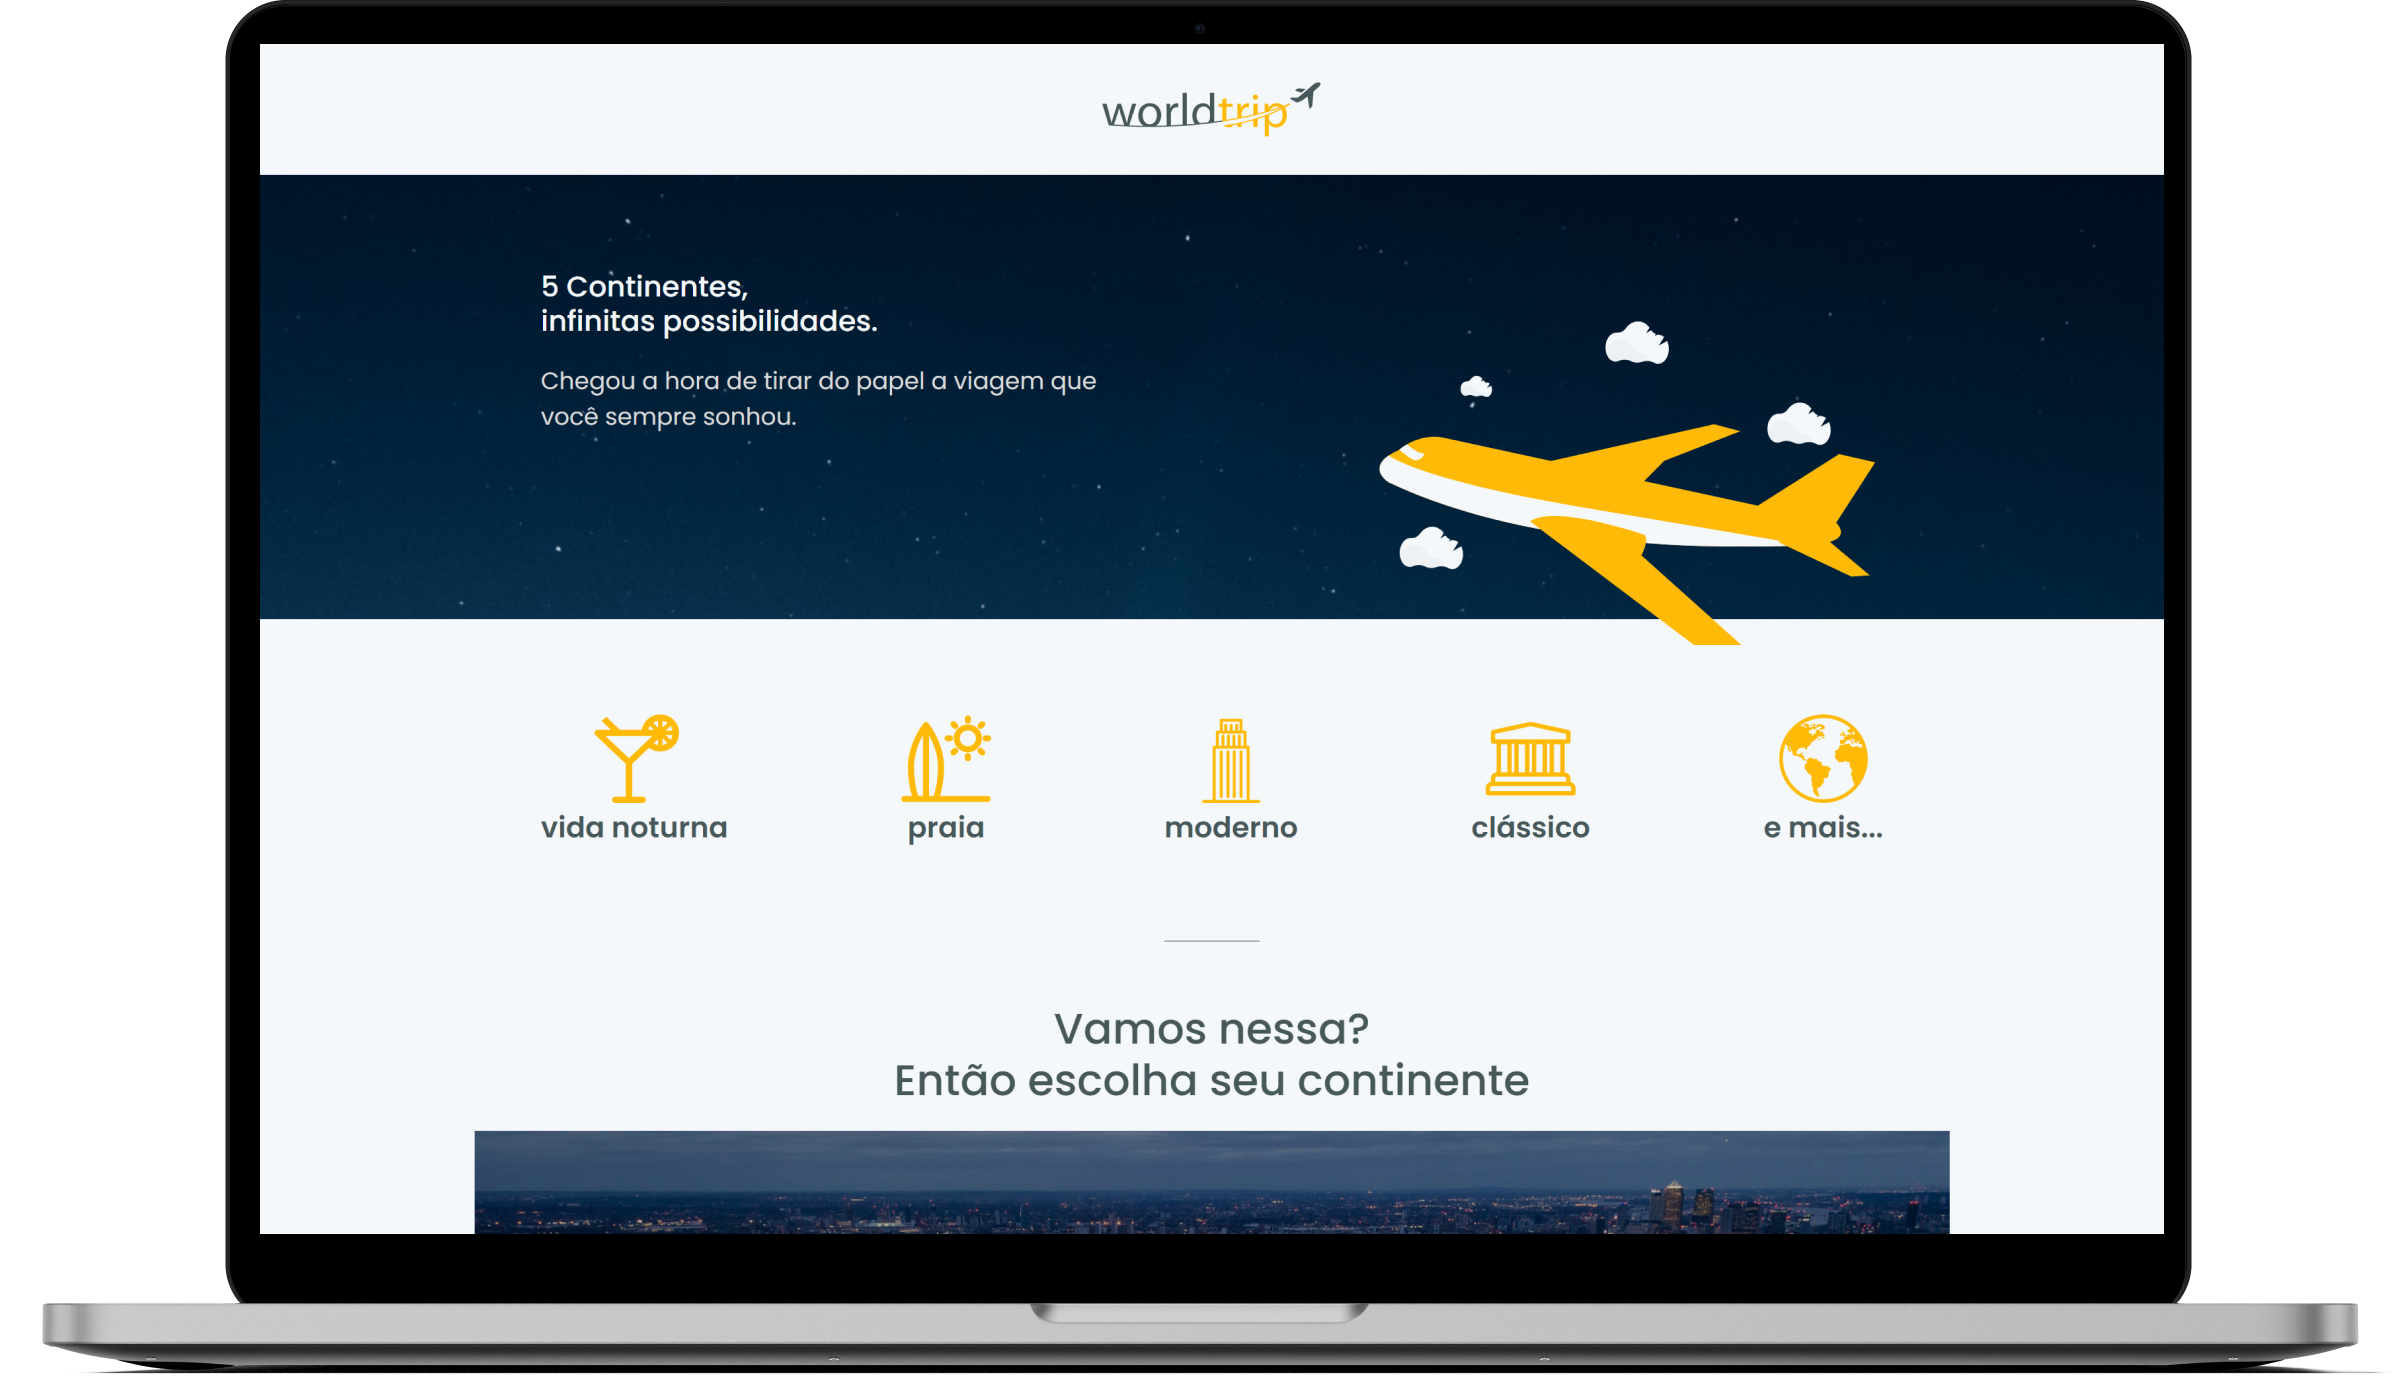 worldtrip
5 Continentes,
infinitas possibilidades.
Chegou a hora de tirar do papel a viagem que
você sempre sonhou.
vida noturna
praia
moderno
clássico
e mais...
Vamos nessa?
Então escolha seu continente